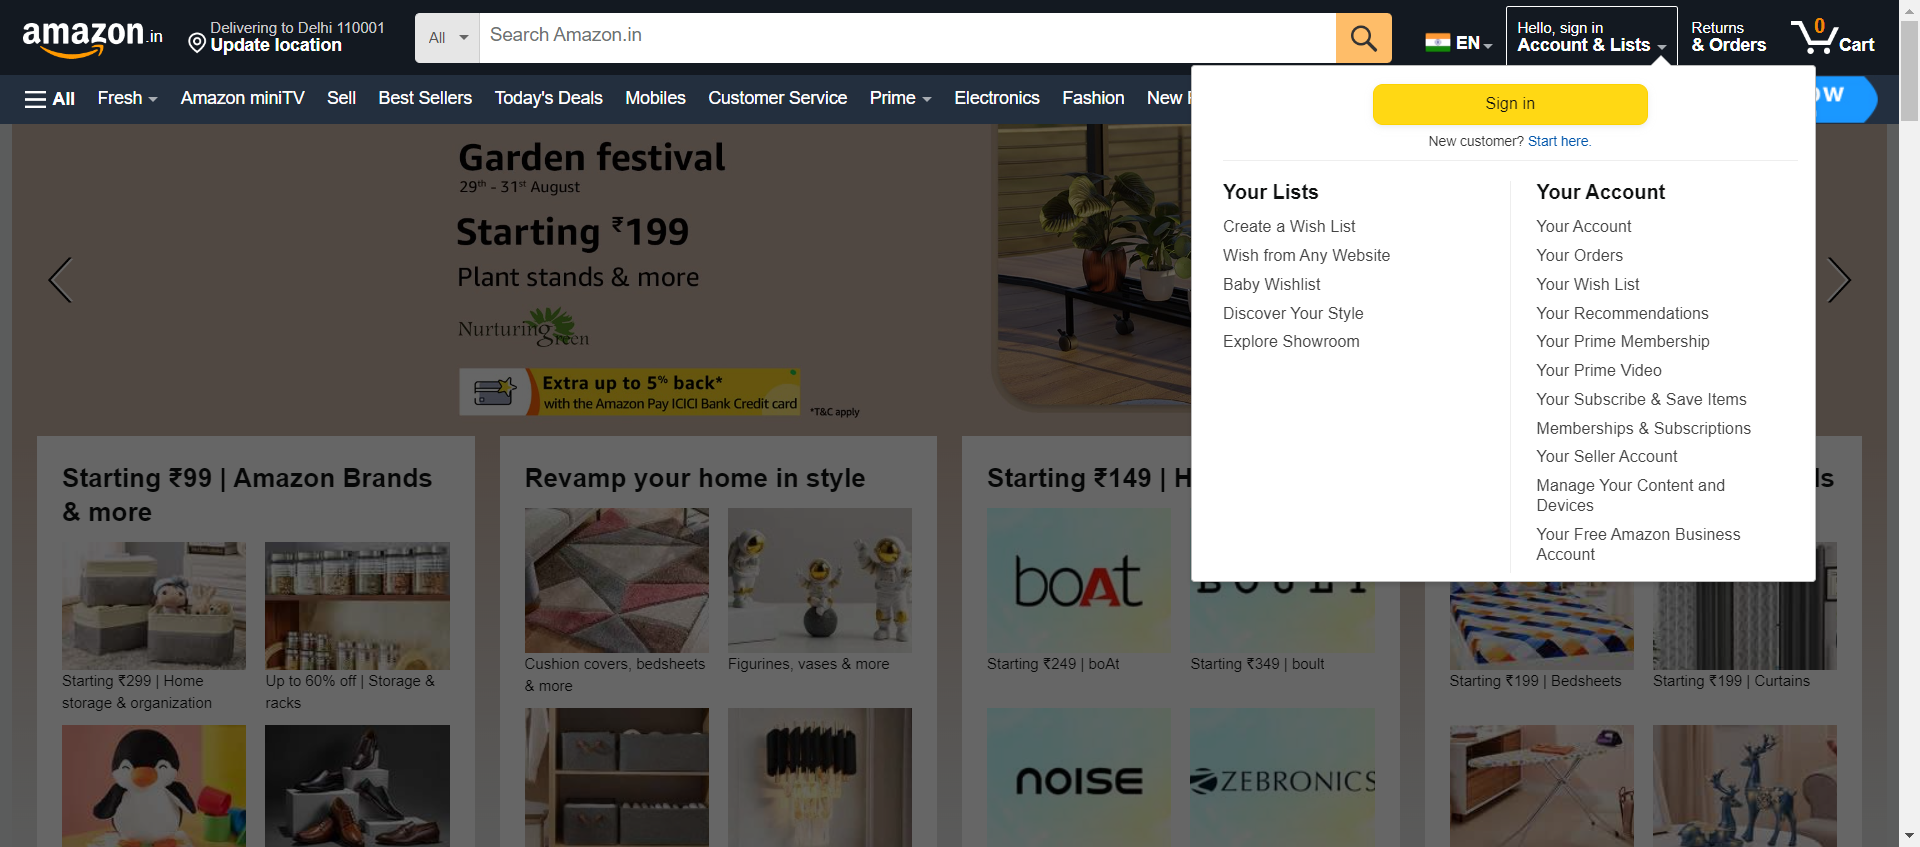 amazon.in
Delivering to Delhi 110001
Update location
All
Search Amazon.in
EN
Hello, sign in
Account & Lists
Returns
& Orders
0
Cart
All
Fresh
Amazon miniTV
Sell
Best Sellers
Today's Deals
Mobiles
Customer Service
Prime
Electronics
Fashion
New
Sign in
New customer? Start here.
Your Lists
Create a Wish List
Wish from Any Website
Baby Wishlist
Discover Your Style
Explore Showroom
Your Account
Your Account
Your Orders
Your Wish List
Your Recommendations
Your Prime Membership
Your Prime Video
Your Subscribe & Save Items
Memberships & Subscriptions
Your Seller Account
Manage Your Content and
Devices
Your Free Amazon Business
Account
Garden festival
29th - 31st August
Starting ₹199
Plant stands & more
Nurturing
Green
Extra up to 5% back*
with the Amazon Pay ICICI Bank Credit card
*T&C apply
Starting ₹99 | Amazon Brands
& more
Starting ₹299 | Home
storage & organization
Up to 60% off | Storage &
racks
Revamp your home in style
Cushion covers, bedsheets
& more
Figurines, vases & more
Starting ₹149 |
boAt
BOULT
Starting ₹249 | boAt
Starting ₹349 | boult
noise
ZEBRONICS
Starting ₹199 | Bedsheets
Starting ₹199 | Curtains